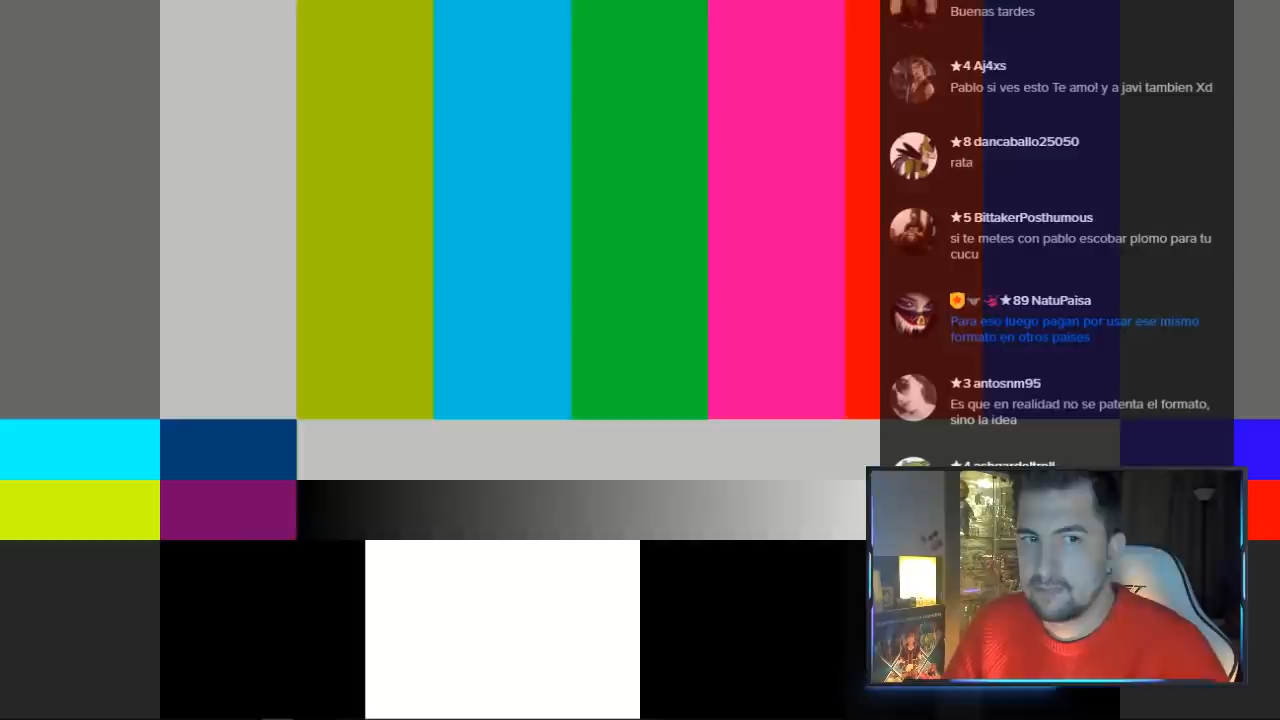 Buenas tardes
★4 Aj4xs
Pablo si ves esto Te amo! y a javi tambien Xd
★8 dancaballo25050
rata
★5 BittakerPosthumous
si te metes con pablo escobar plomo para tu
cucu
★89 NatuPaisa
Para eso luego pagan por usar ese mismo
formato en otros paises
★3 antosnm95
Es que en realidad no se patenta el formato,
sino la idea